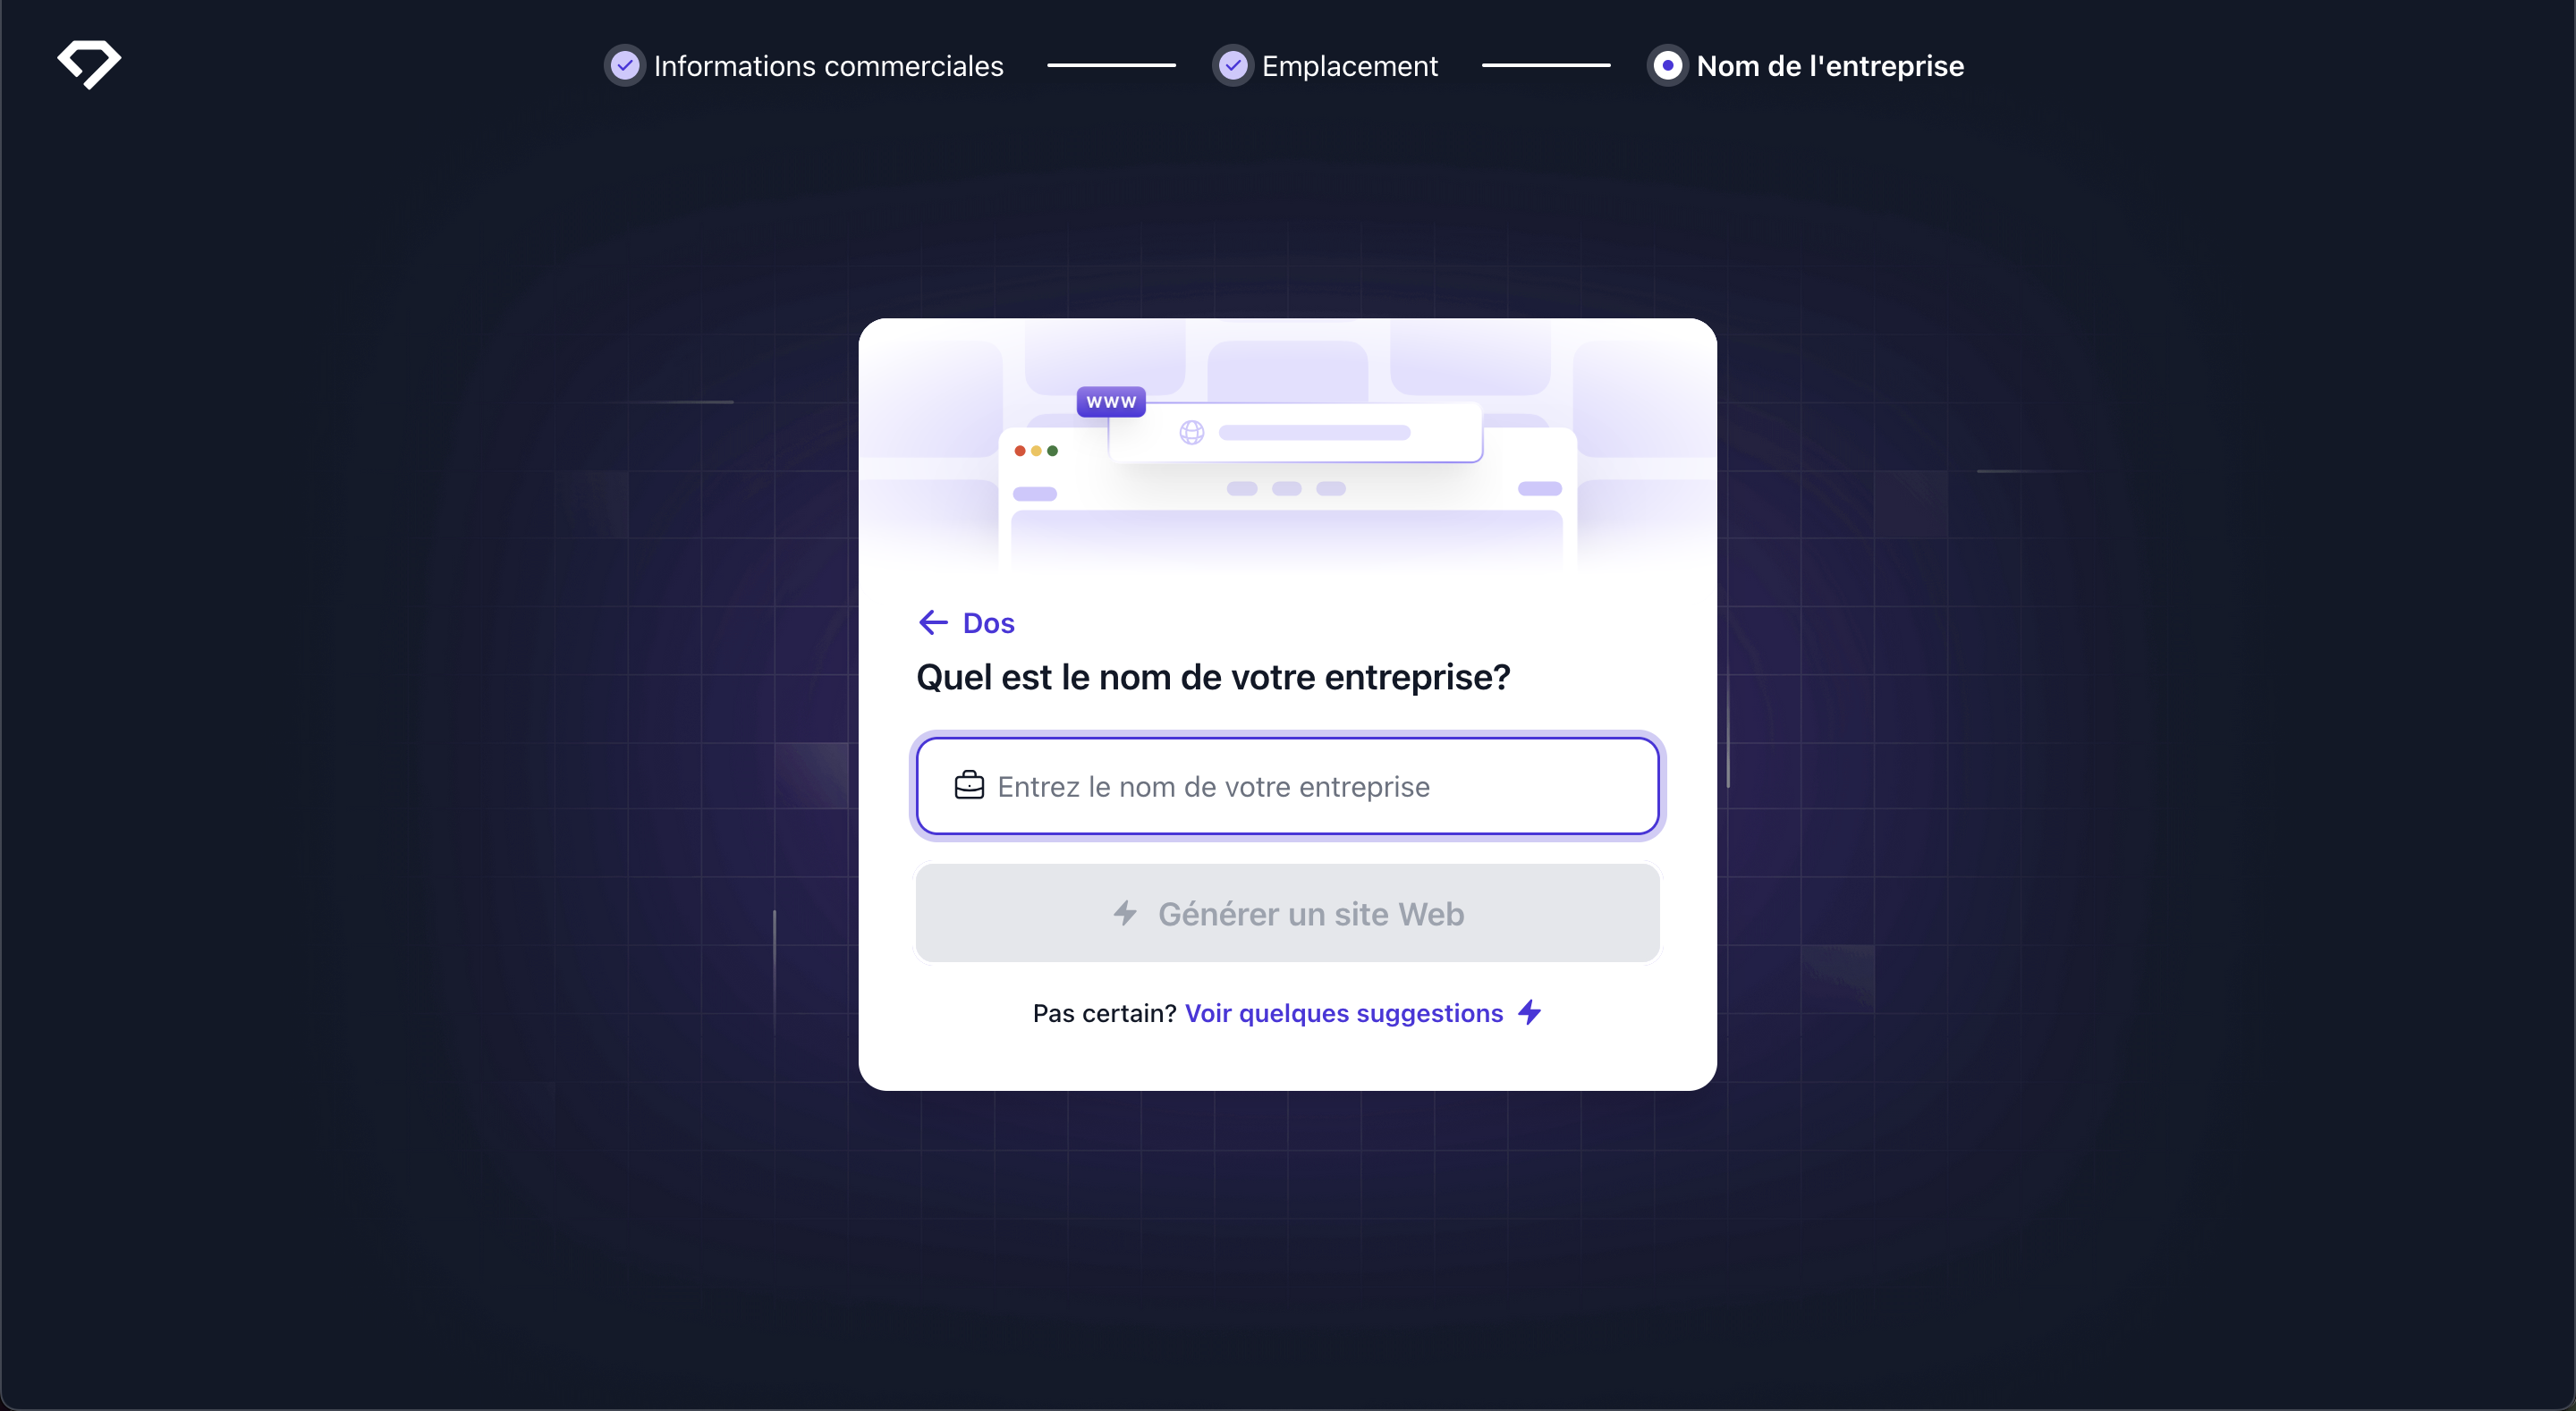 Informations commerciales
Emplacement
Nom de l'entreprise
WWW
Dos
Quel est le nom de votre entreprise?
Entrez le nom de votre entreprise
Générer un site Web
Pas certain? Voir quelques suggestions